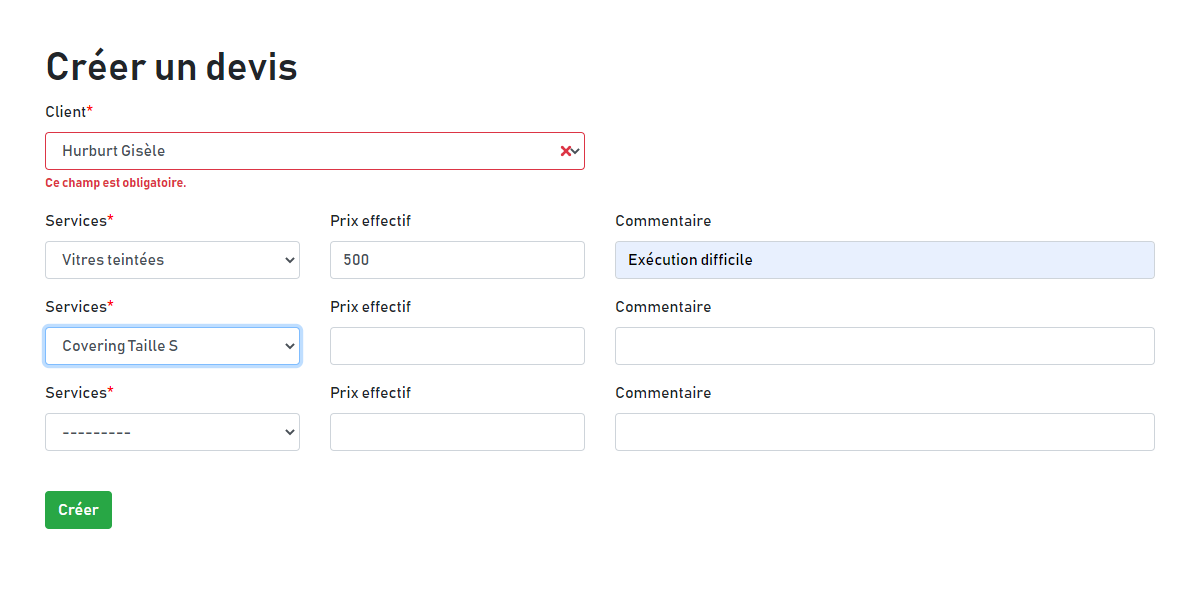 Créer un devis
Client*
Hurburt Gisèle
Ce champ est obligatoire.
Services* Prix effectif Commentaire
Vitres teintées 500 Exécution difficile
Services* Prix effectif Commentaire
Covering Taille S
Services* Prix effectif Commentaire
---------
Créer